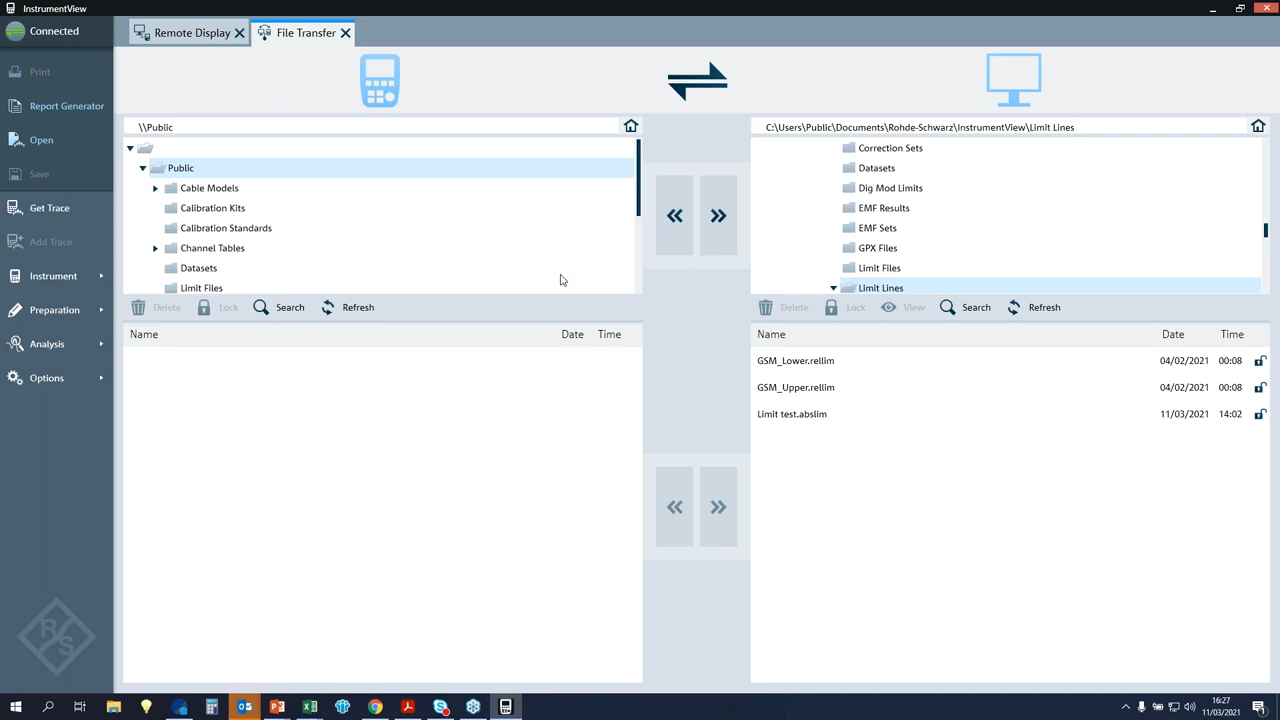 InstrumentView
Connected
Remote Display
File Transfer
Print
Report Generator
Open
Save
Get Trace
Add Trace
Instrument
Preparation
Analysis
Options
R
S
\\Public
Public
Cable Models
Calibration Kits
Calibration Standards
Channel Tables
Datasets
Limit Files
Delete
Lock
Search
Refresh
Name
Date
Time
C:\Users\Public\Documents\Rohde-Schwarz\InstrumentView\Limit Lines
Correction Sets
Datasets
Dig Mod Limits
EMF Results
EMF Sets
GPX Files
Limit Files
Limit Lines
Delete
Lock
View
Search
Refresh
Name
Date
Time
GSM_Lower.rellim 04/02/2021 00:08
GSM_Upper.rellim 04/02/2021 00:08
Limit test.abslim 11/03/2021 14:02
16:27
11/03/2021
1